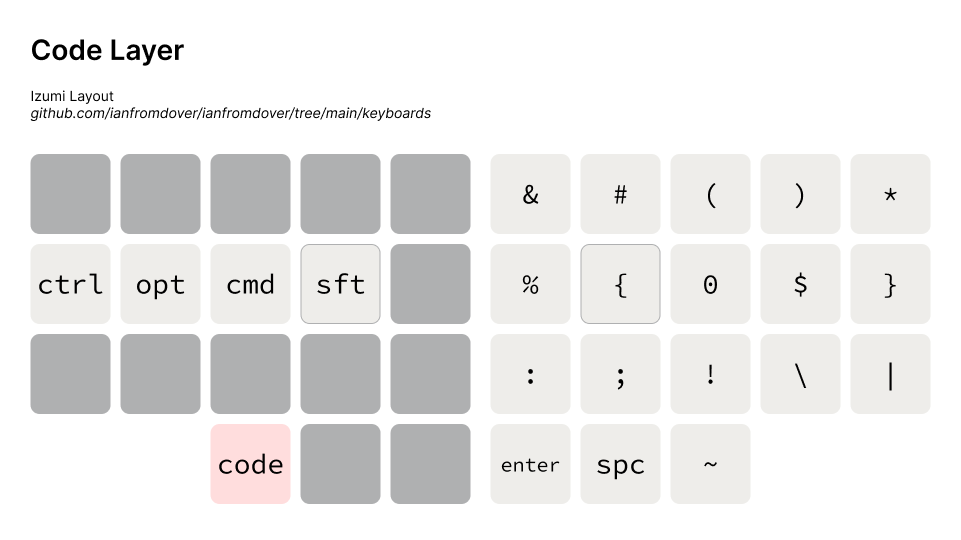 Code Layer
Izumi Layout
github.com/ianfromdover/ianfromdover/tree/main/keyboards
& # ( ) *
ctrl opt cmd sft % { 0 $ }
: ; ! \ |
code enter spc ~